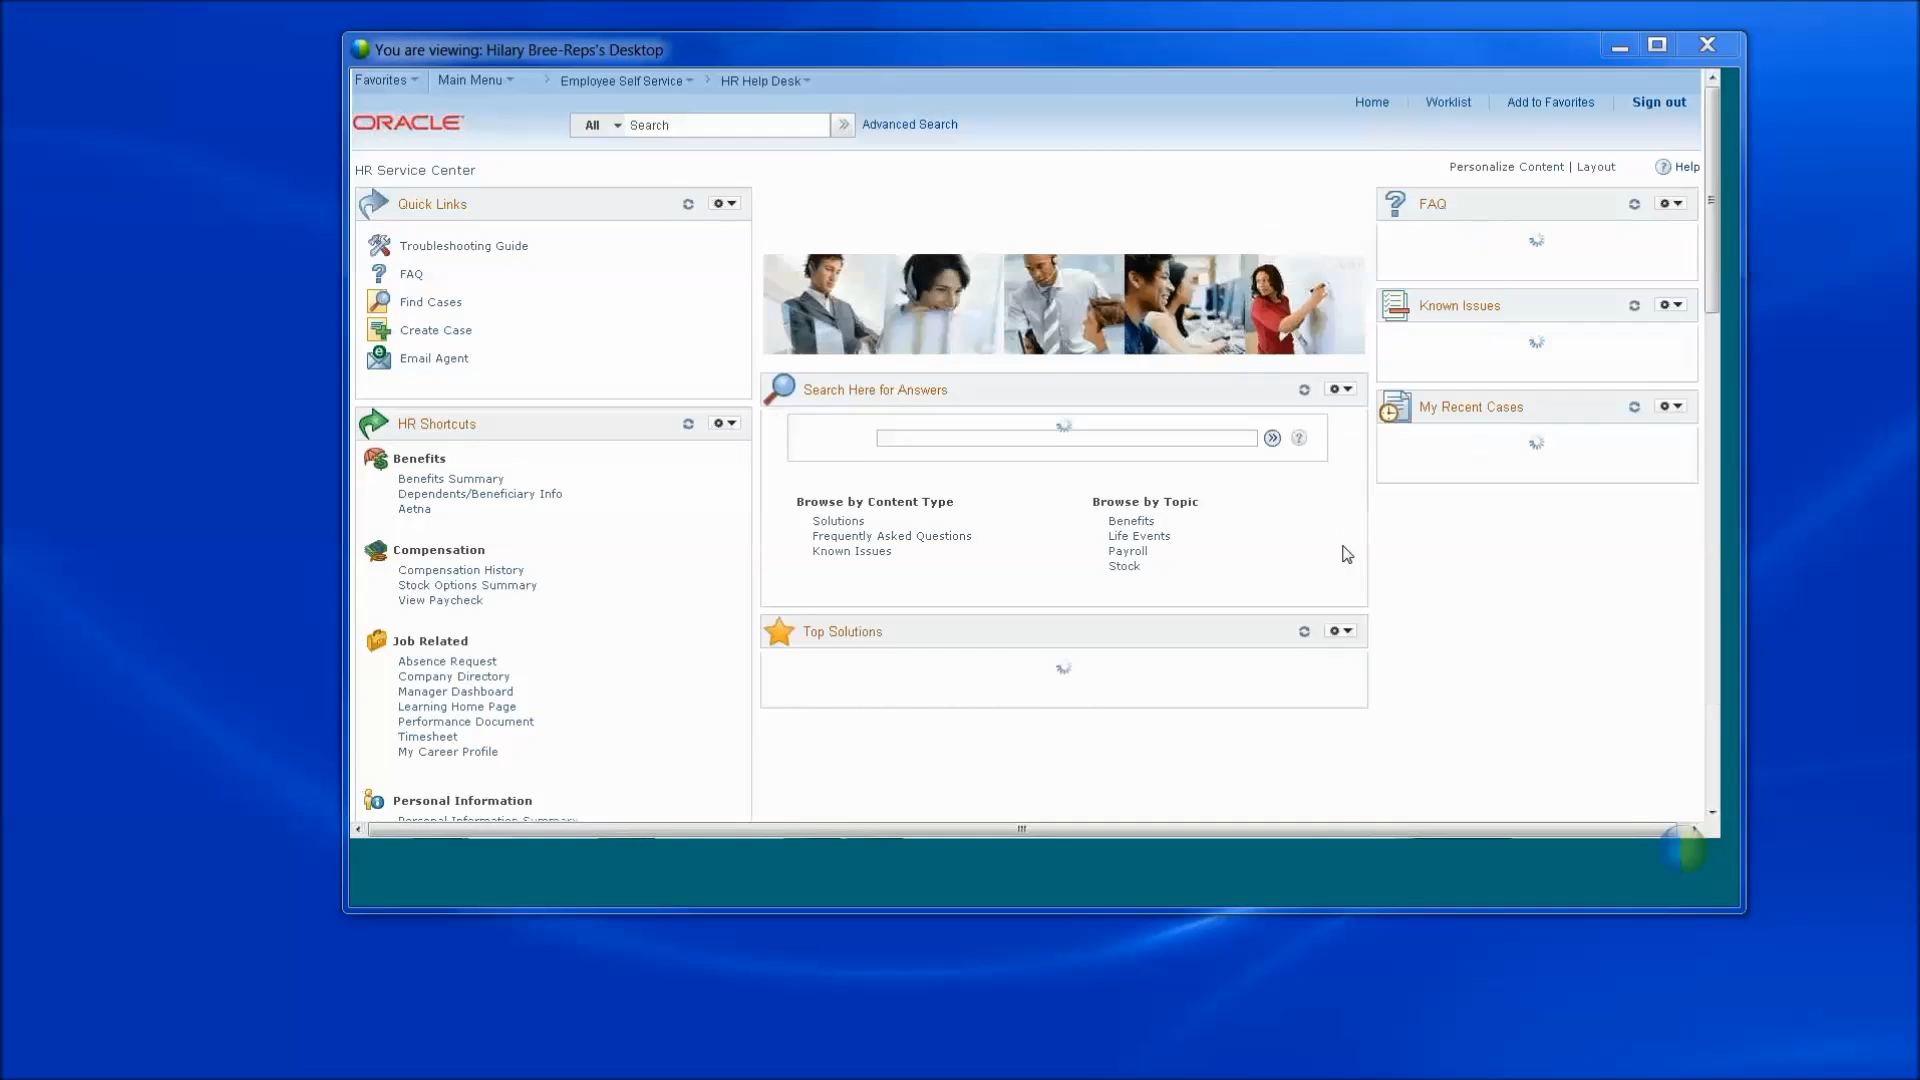 You are viewing: Hilary Bree-Reps's Desktop
Favorites Main Menu > Employee Self Service > HR Help Desk
Home Worklist Add to Favorites Sign out
ORACLE All Search Advanced Search
HR Service Center
Personalize Content | Layout Help
Quick Links
Troubleshooting Guide
FAQ
Find Cases
Create Case
Email Agent
HR Shortcuts
Benefits
Benefits Summary
Dependents/Beneficiary Info
Aetna
Compensation
Compensation History
Stock Options Summary
View Paycheck
Job Related
Absence Request
Company Directory
Manager Dashboard
Learning Home Page
Performance Document
Timesheet
My Career Profile
Personal Information
Personal Information Summary
Search Here for Answers
Browse by Content Type
Solutions
Frequently Asked Questions
Known Issues
Browse by Topic
Benefits
Life Events
Payroll
Stock
Top Solutions
FAQ
Known Issues
My Recent Cases